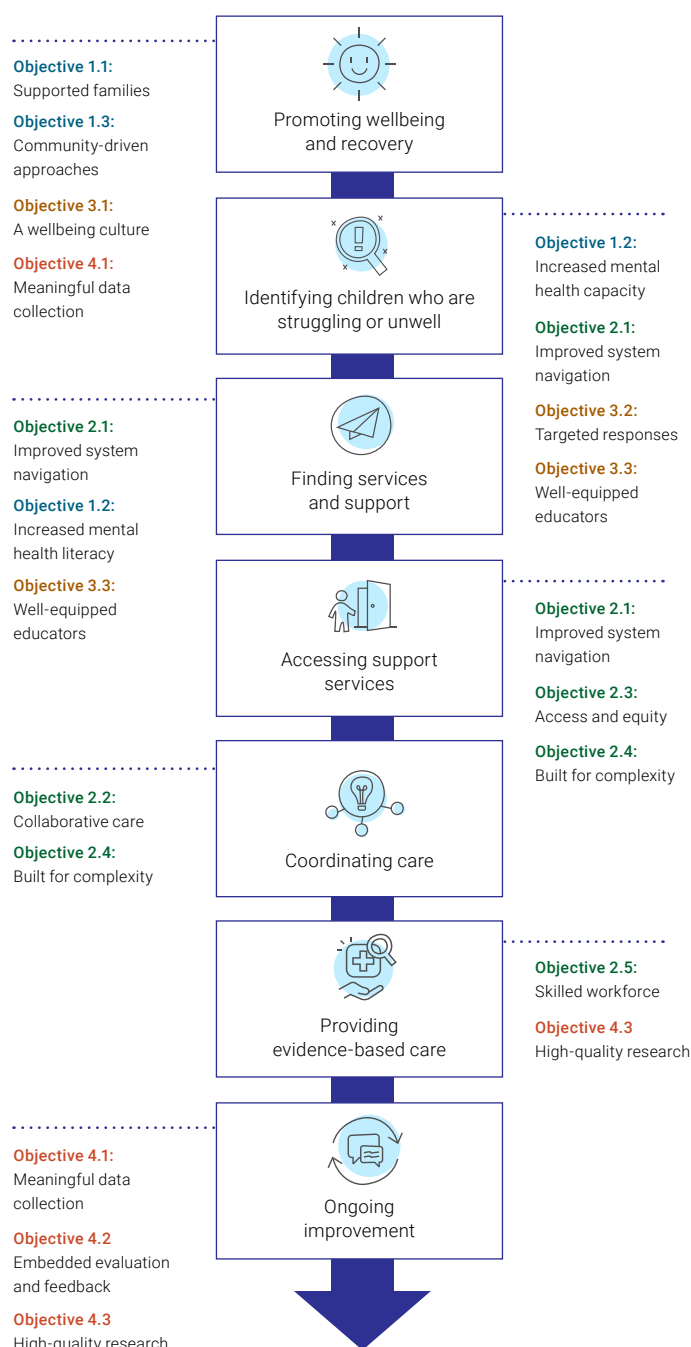 Promoting wellbeing
and recovery
Objective 1.1:
Supported families
Objective 1.3:
Community-driven
approaches
Objective 3.1:
A wellbeing culture
Objective 4.1:
Meaningful data
collection
Identifying children who are
struggling or unwell
Objective 1.2:
Increased mental
health capacity
Objective 2.1:
Improved system
navigation
Objective 3.2:
Targeted responses
Objective 3.3:
Well-equipped
educators
Finding services
and support
Objective 2.1:
Improved system
navigation
Objective 1.2:
Increased mental
health literacy
Objective 3.3:
Well-equipped
educators
Accessing support
services
Objective 2.1:
Improved system
navigation
Objective 2.3:
Access and equity
Objective 2.4:
Built for complexity
Coordinating care
Objective 2.2:
Collaborative care
Objective 2.4:
Built for complexity
Providing
evidence-based care
Objective 2.5:
Skilled workforce
Objective 4.3
High-quality research
Ongoing
improvement
Objective 4.1:
Meaningful data
collection
Objective 4.2
Embedded evaluation
and feedback
Objective 4.3
High-quality research